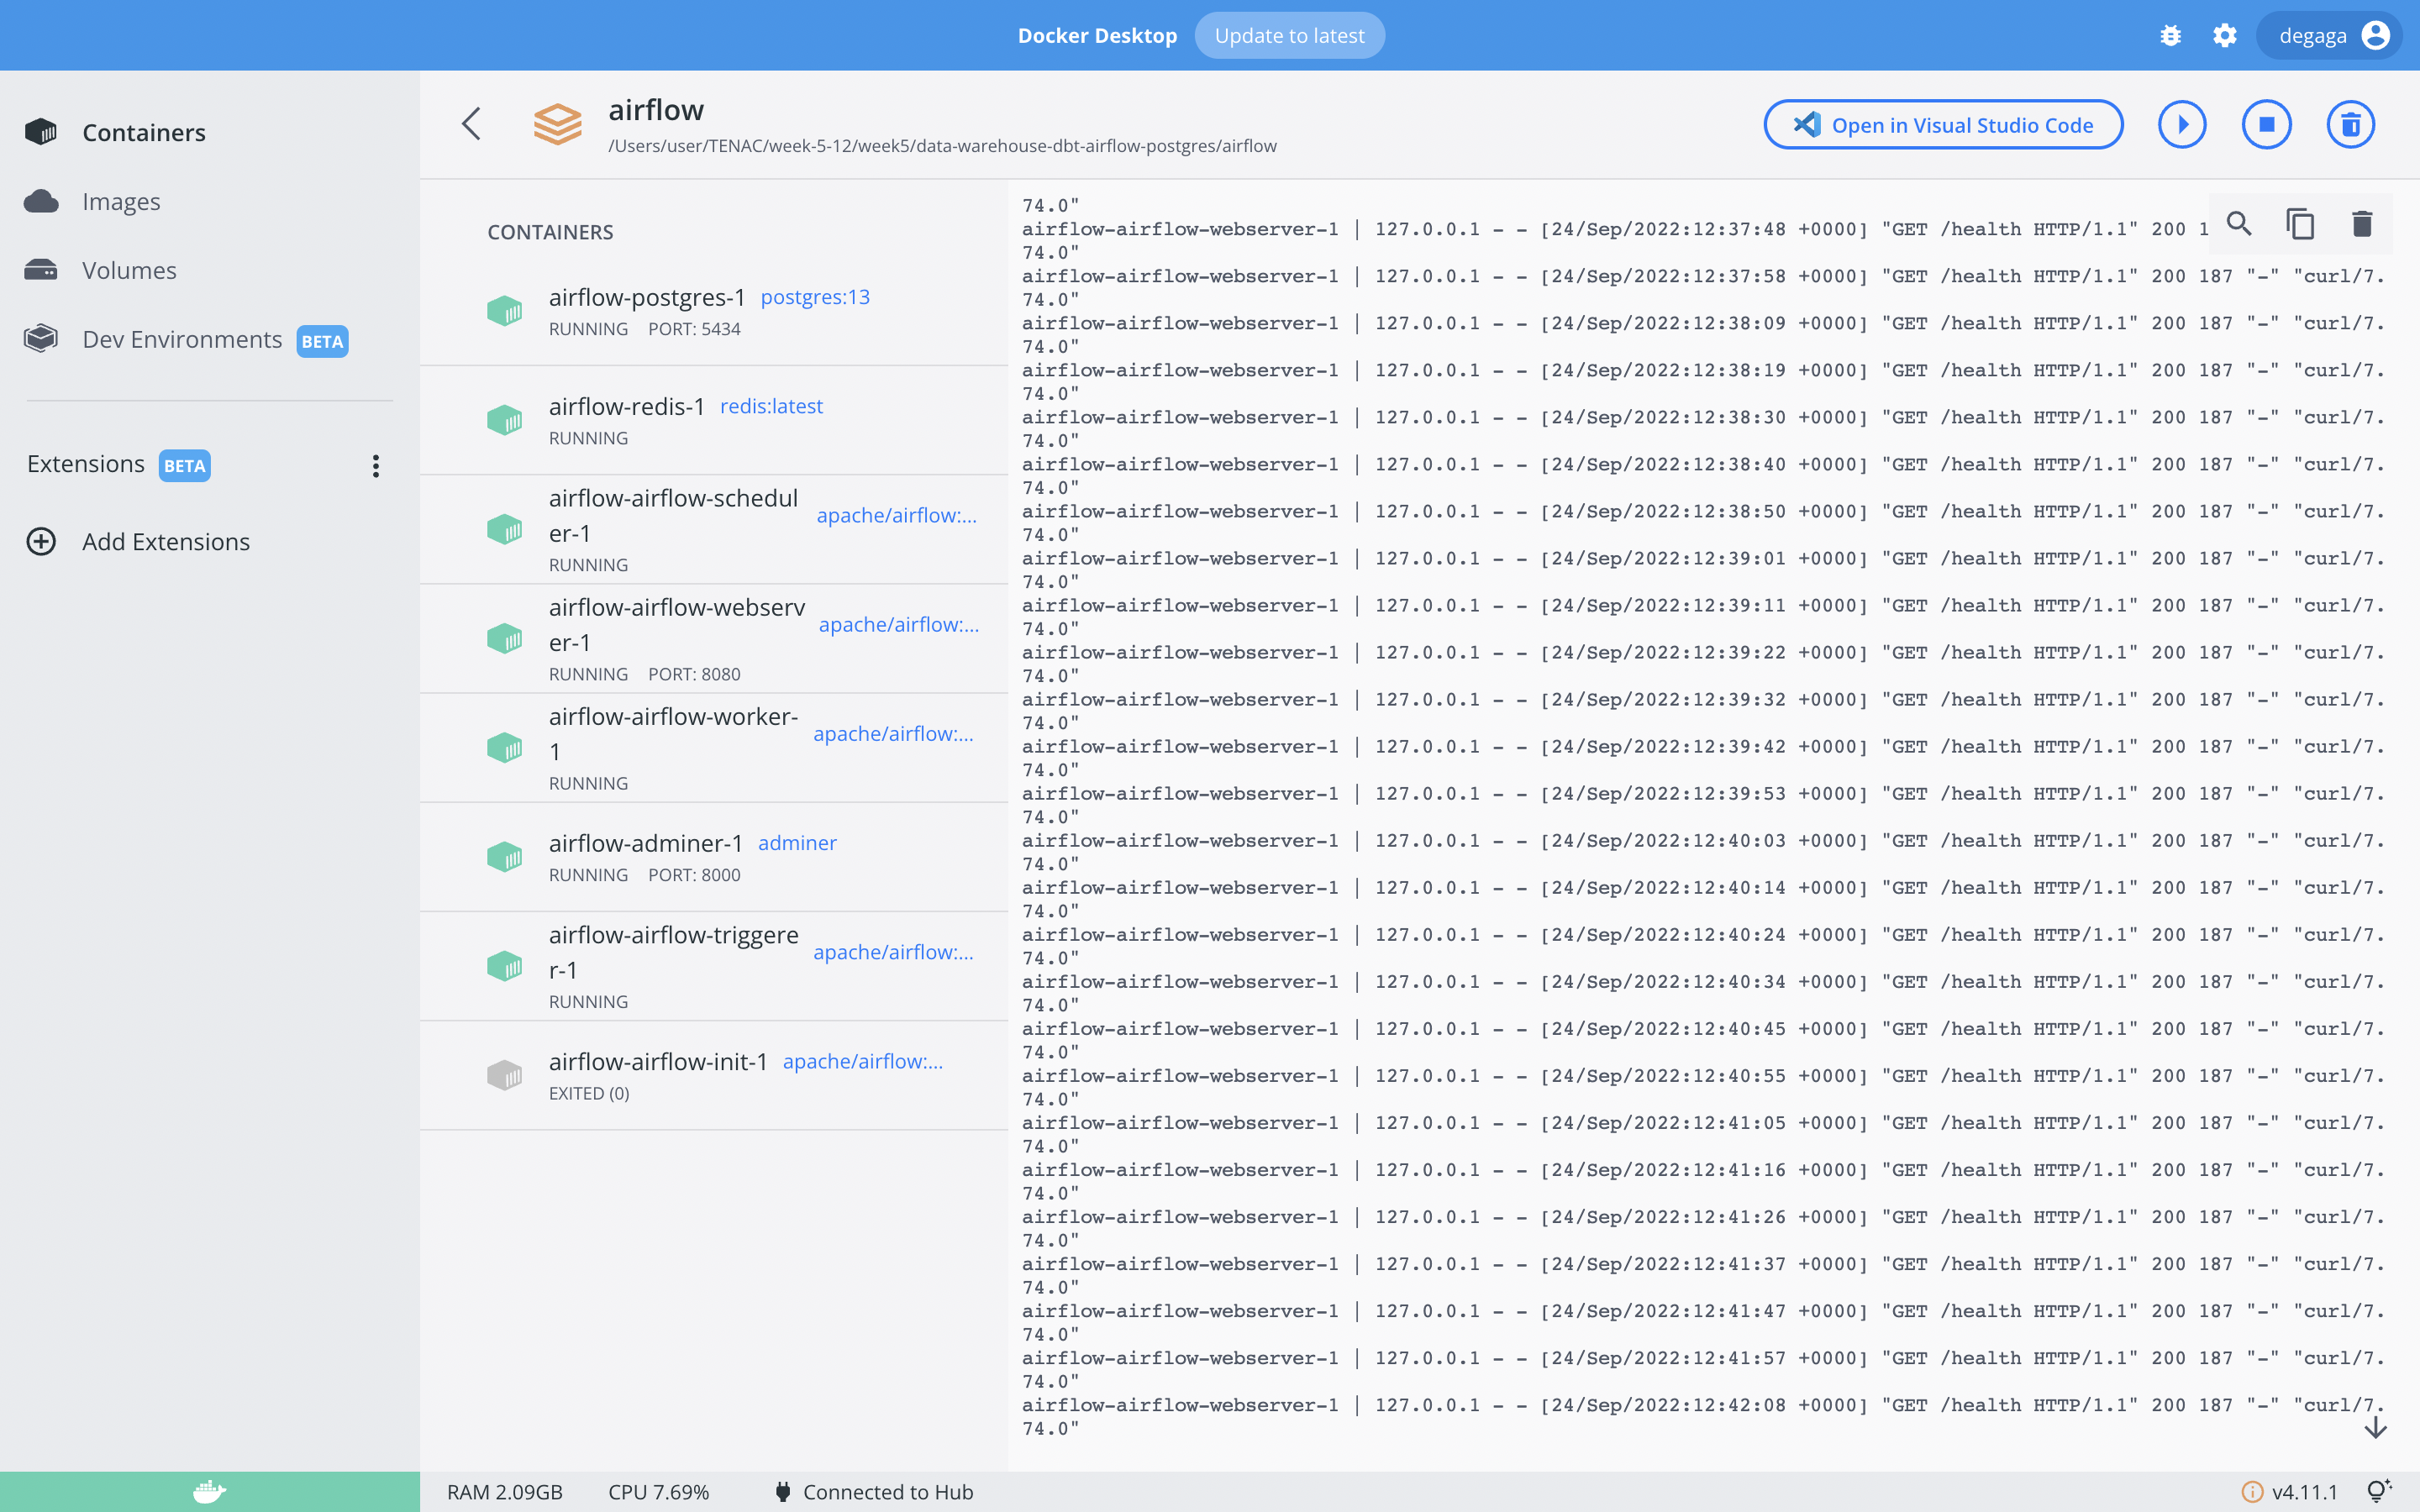 Docker Desktop Update to latest degaga
Containers
Images
Volumes
Dev Environments BETA
Extensions BETA
Add Extensions
airflow
/Users/user/TENAC/week-5-12/week5/data-warehouse-dbt-airflow-postgres/airflow
Open in Visual Studio Code
CONTAINERS
airflow-postgres-1 postgres:13
RUNNING PORT: 5434
airflow-redis-1 redis:latest
RUNNING
airflow-airflow-schedul
er-1
apache/airflow:...
RUNNING
airflow-airflow-webserv
er-1
apache/airflow:...
RUNNING PORT: 8080
airflow-airflow-worker-
1
apache/airflow:...
RUNNING
airflow-adminer-1 adminer
RUNNING PORT: 8000
airflow-airflow-triggere
r-1
apache/airflow:...
RUNNING
airflow-airflow-init-1 apache/airflow:...
EXITED (0)
74.0"
airflow-airflow-webserver-1 | 127.0.0.1 - - [24/Sep/2022:12:37:48 +0000] "GET /health HTTP/1.1" 200 1
74.0"
airflow-airflow-webserver-1 | 127.0.0.1 - - [24/Sep/2022:12:37:58 +0000] "GET /health HTTP/1.1" 200 187 "-" "curl/7.
74.0"
airflow-airflow-webserver-1 | 127.0.0.1 - - [24/Sep/2022:12:38:09 +0000] "GET /health HTTP/1.1" 200 187 "-" "curl/7.
74.0"
airflow-airflow-webserver-1 | 127.0.0.1 - - [24/Sep/2022:12:38:19 +0000] "GET /health HTTP/1.1" 200 187 "-" "curl/7.
74.0"
airflow-airflow-webserver-1 | 127.0.0.1 - - [24/Sep/2022:12:38:30 +0000] "GET /health HTTP/1.1" 200 187 "-" "curl/7.
74.0"
airflow-airflow-webserver-1 | 127.0.0.1 - - [24/Sep/2022:12:38:40 +0000] "GET /health HTTP/1.1" 200 187 "-" "curl/7.
74.0"
airflow-airflow-webserver-1 | 127.0.0.1 - - [24/Sep/2022:12:38:50 +0000] "GET /health HTTP/1.1" 200 187 "-" "curl/7.
74.0"
airflow-airflow-webserver-1 | 127.0.0.1 - - [24/Sep/2022:12:39:01 +0000] "GET /health HTTP/1.1" 200 187 "-" "curl/7.
74.0"
airflow-airflow-webserver-1 | 127.0.0.1 - - [24/Sep/2022:12:39:11 +0000] "GET /health HTTP/1.1" 200 187 "-" "curl/7.
74.0"
airflow-airflow-webserver-1 | 127.0.0.1 - - [24/Sep/2022:12:39:22 +0000] "GET /health HTTP/1.1" 200 187 "-" "curl/7.
74.0"
airflow-airflow-webserver-1 | 127.0.0.1 - - [24/Sep/2022:12:39:32 +0000] "GET /health HTTP/1.1" 200 187 "-" "curl/7.
74.0"
airflow-airflow-webserver-1 | 127.0.0.1 - - [24/Sep/2022:12:39:42 +0000] "GET /health HTTP/1.1" 200 187 "-" "curl/7.
74.0"
airflow-airflow-webserver-1 | 127.0.0.1 - - [24/Sep/2022:12:39:53 +0000] "GET /health HTTP/1.1" 200 187 "-" "curl/7.
74.0"
airflow-airflow-webserver-1 | 127.0.0.1 - - [24/Sep/2022:12:40:03 +0000] "GET /health HTTP/1.1" 200 187 "-" "curl/7.
74.0"
airflow-airflow-webserver-1 | 127.0.0.1 - - [24/Sep/2022:12:40:14 +0000] "GET /health HTTP/1.1" 200 187 "-" "curl/7.
74.0"
airflow-airflow-webserver-1 | 127.0.0.1 - - [24/Sep/2022:12:40:24 +0000] "GET /health HTTP/1.1" 200 187 "-" "curl/7.
74.0"
airflow-airflow-webserver-1 | 127.0.0.1 - - [24/Sep/2022:12:40:34 +0000] "GET /health HTTP/1.1" 200 187 "-" "curl/7.
74.0"
airflow-airflow-webserver-1 | 127.0.0.1 - - [24/Sep/2022:12:40:45 +0000] "GET /health HTTP/1.1" 200 187 "-" "curl/7.
74.0"
airflow-airflow-webserver-1 | 127.0.0.1 - - [24/Sep/2022:12:40:55 +0000] "GET /health HTTP/1.1" 200 187 "-" "curl/7.
74.0"
airflow-airflow-webserver-1 | 127.0.0.1 - - [24/Sep/2022:12:41:05 +0000] "GET /health HTTP/1.1" 200 187 "-" "curl/7.
74.0"
airflow-airflow-webserver-1 | 127.0.0.1 - - [24/Sep/2022:12:41:16 +0000] "GET /health HTTP/1.1" 200 187 "-" "curl/7.
74.0"
airflow-airflow-webserver-1 | 127.0.0.1 - - [24/Sep/2022:12:41:26 +0000] "GET /health HTTP/1.1" 200 187 "-" "curl/7.
74.0"
airflow-airflow-webserver-1 | 127.0.0.1 - - [24/Sep/2022:12:41:37 +0000] "GET /health HTTP/1.1" 200 187 "-" "curl/7.
74.0"
airflow-airflow-webserver-1 | 127.0.0.1 - - [24/Sep/2022:12:41:47 +0000] "GET /health HTTP/1.1" 200 187 "-" "curl/7.
74.0"
airflow-airflow-webserver-1 | 127.0.0.1 - - [24/Sep/2022:12:41:57 +0000] "GET /health HTTP/1.1" 200 187 "-" "curl/7.
74.0"
airflow-airflow-webserver-1 | 127.0.0.1 - - [24/Sep/2022:12:42:08 +0000] "GET /health HTTP/1.1" 200 187 "-" "curl/7.
74.0"
RAM 2.09GB CPU 7.69% Connected to Hub v4.11.1